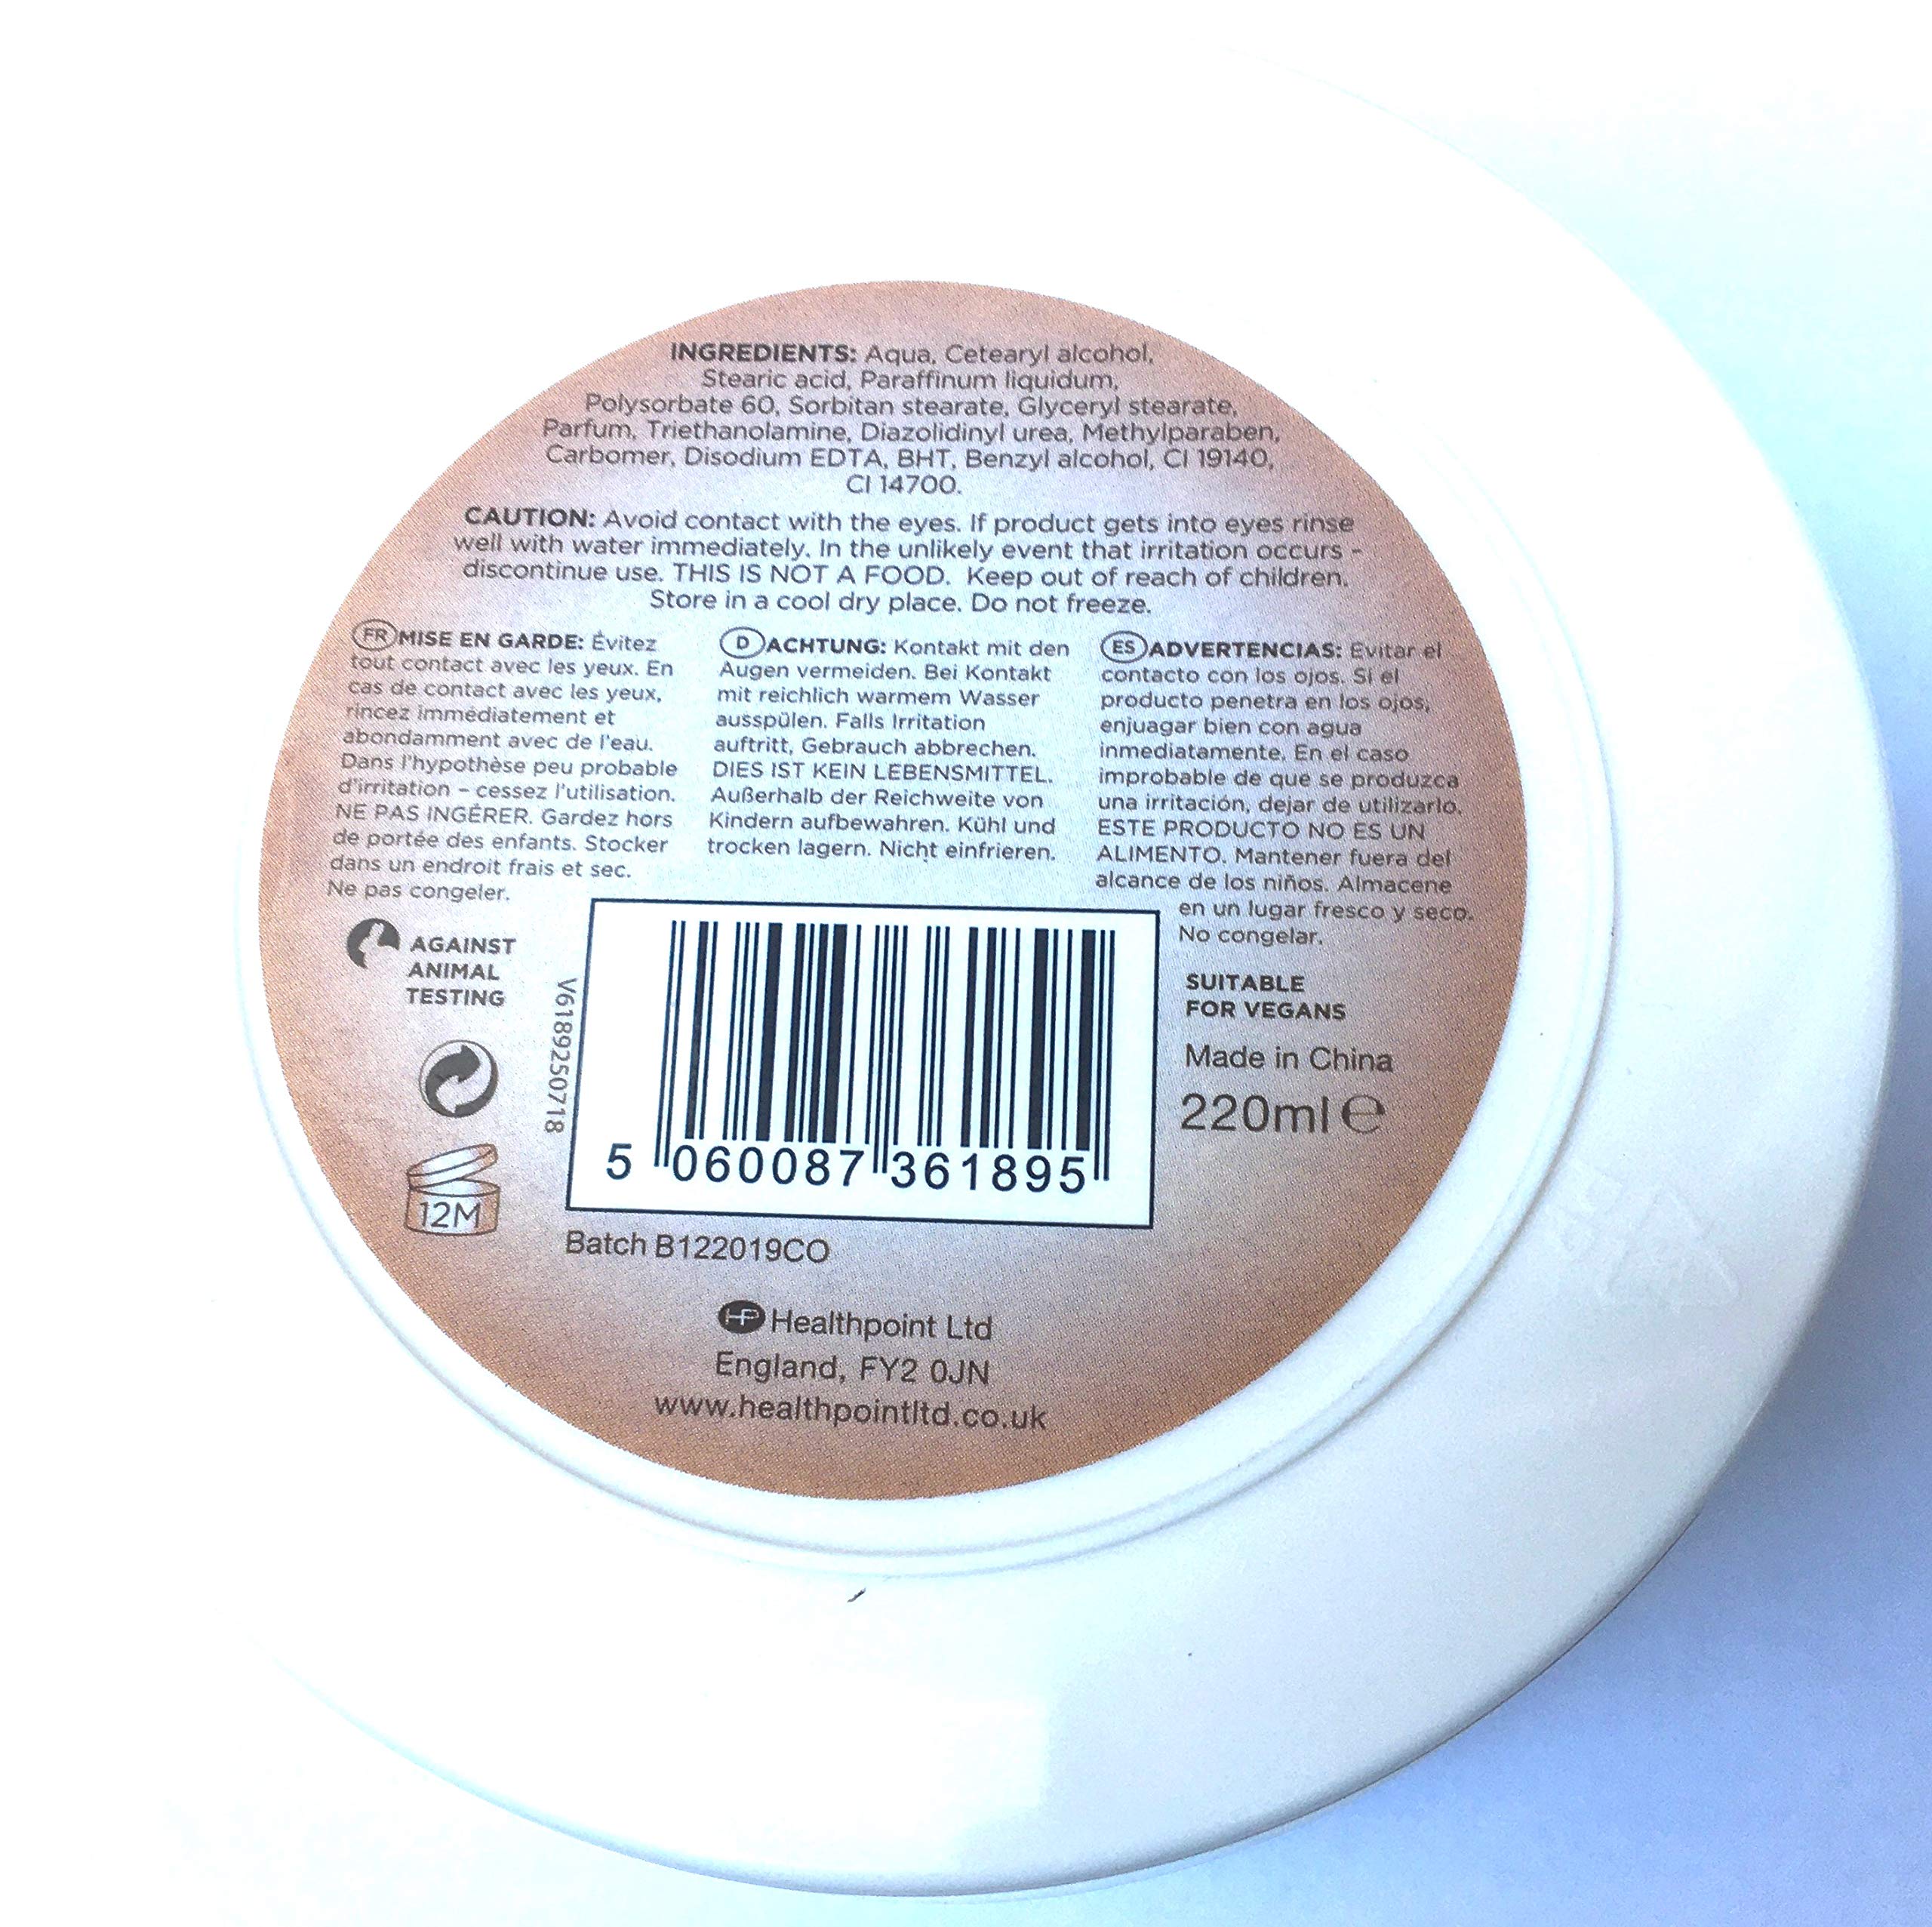 INGREDIENTS: Aqua, Cetearyl alcohol,
Stearic acid, Paraffinum liquidum,
Polysorbate 60, Sorbitan stearate, Glyceryl stearate,
Parfum, Triethanolamine, Diazolidinyl urea, Methylparaben,
Carbomer, Disodium EDTA, BHT, Benzyl alcohol, CI 19140,
CI 14700.
CAUTION: Avoid contact with the eyes. If product gets into eyes rinse
well with water immediately. In the unlikely event that irritation occurs -
discontinue use. THIS IS NOT A FOOD. Keep out of reach of children.
Store in a cool dry place. Do not freeze.
FR MISE EN GARDE: Évitez
tout contact avec les yeux. En
cas de contact avec les yeux,
rincez immédiatement et
abondamment avec de l'eau.
Dans l'hypothèse peu probable
d'irritation – cessez l'utilisation.
NE PAS INGÉRER. Gardez hors
de portée des enfants. Stocker
dans un endroit frais et sec.
Ne pas congeler.
D ACHTUNG: Kontakt mit den
Augen vermeiden. Bei Kontakt
mit reichlich warmem Wasser
ausspülen. Falls Irritation
auftritt, Gebrauch abbrechen.
DIES IST KEIN LEBENSMITTEL.
Außerhalb der Reichweite von
Kindern aufbewahren. Kühl und
trocken lagern. Nicht einfrieren.
ES ADVERTENCIAS: Evitar el
contacto con los ojos. Si el
producto penetra en los ojos,
enjuagar bien con agua
inmediatamente. En el caso
improbable de que se produzca
una irritación, dejar de utilizarlo.
ESTE PRODUCTO NO ES UN
ALIMENTO. Mantener fuera del
alcance de los niños. Almacene
en un lugar fresco y seco.
No congelar.
AGAINST
ANIMAL
TESTING
12M
V6189250718
5 060087 361895
SUITABLE
FOR VEGANS
Made in China
220ml e
Batch B122019CO
HP Healthpoint Ltd
England, FY2 0JN
www.healthpointltd.co.uk